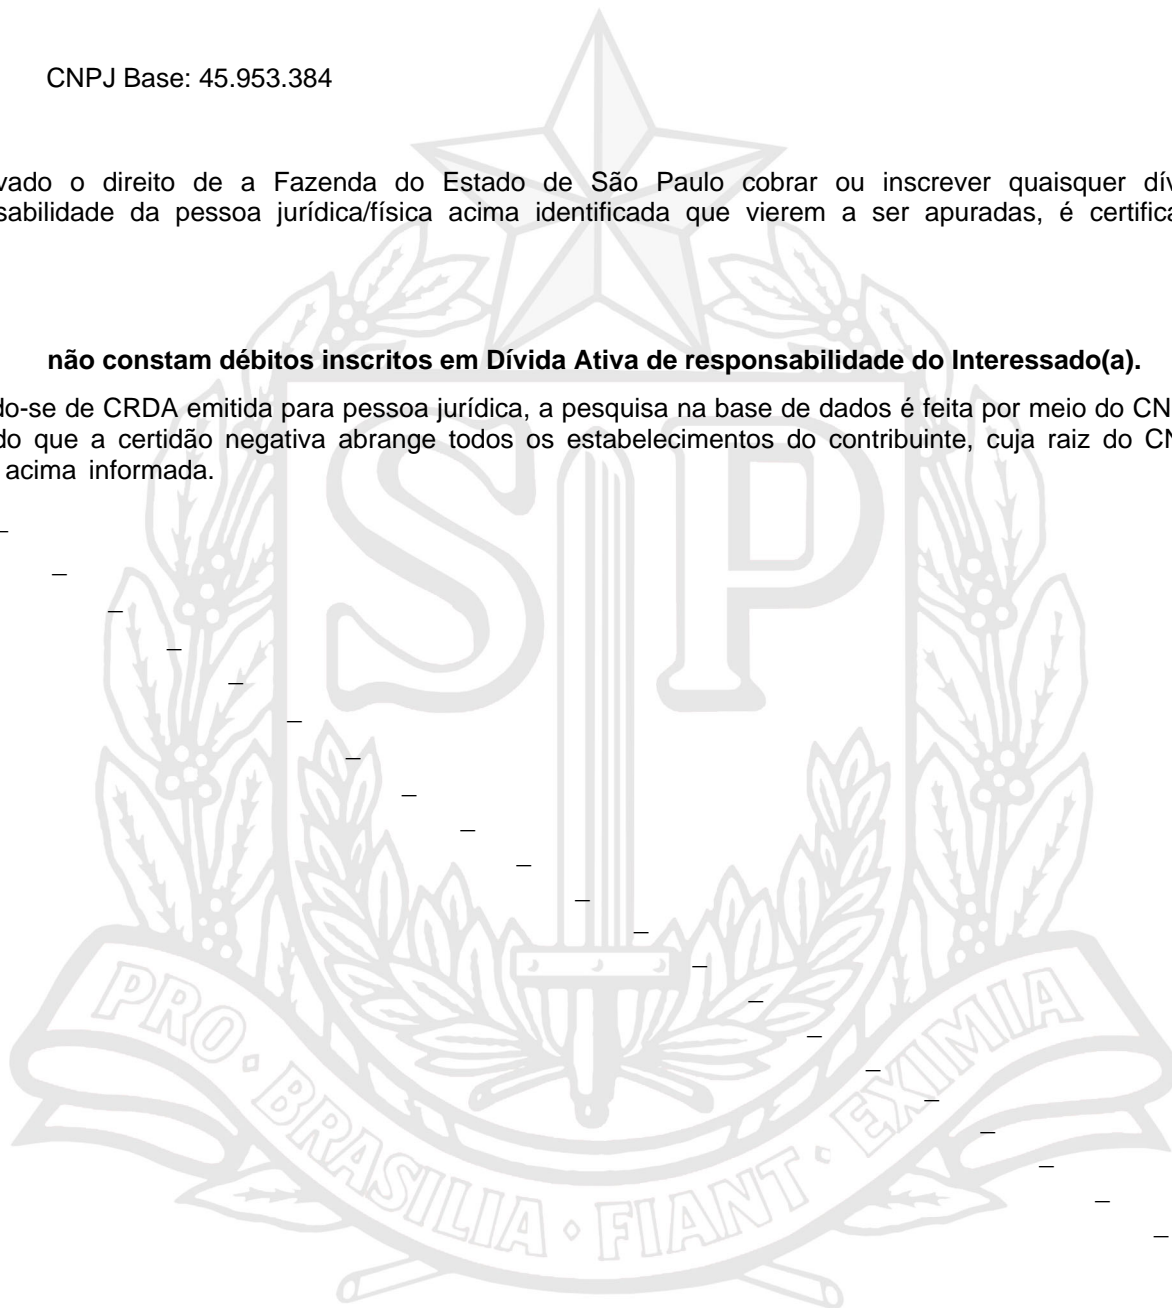 CNPJ Base: 45.953.384
vado o direito de a Fazenda do Estado de São Paulo cobrar ou inscrever quaisquer dív
sabilidade da pessoa jurídica/física acima identificada que vierem a ser apuradas, é certifica
não constam débitos inscritos em Dívida Ativa de responsabilidade do Interessado(a).
do-se de CRDA emitida para pessoa jurídica, a pesquisa na base de dados é feita por meio do CN
do que a certidão negativa abrange todos os estabelecimentos do contribuinte, cuja raiz do CN
acima informada.
SP
PRO • BRASILIA • FIANT • EXIMIA